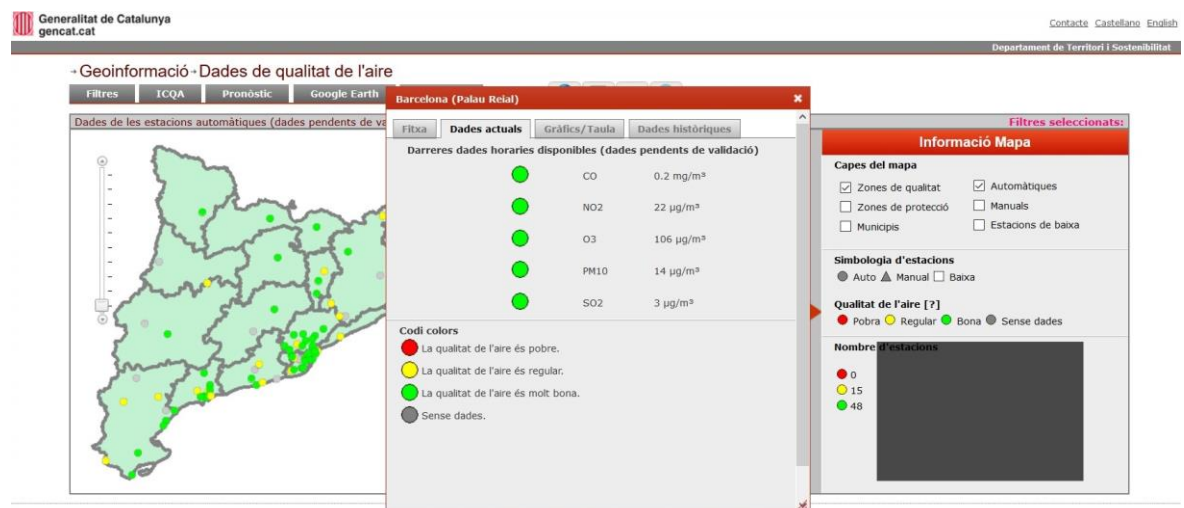 Generalitat de Catalunya
gencat.cat
Contacte Castellano English
Departament de Territori i Sostenibilitat
Geoinformació Dades de qualitat de l'aire
Filtres ICQA Pronòstic Google Earth
Dades de les estacions automàtiques (dades pendents de va
Filtres seleccionats:
Barcelona (Palau Reial)
Fitxa Dades actuals Gràfics/Taula Dades històriques
Darreres dades horaries disponibles (dades pendents de validació)
CO 0.2 mg/m³
NO2 22 µg/m³
O3 106 µg/m³
PM10 14 µg/m³
SO2 3 µg/m³
Codi colors
La qualitat de l'aire és pobre.
La qualitat de l'aire és regular.
La qualitat de l'aire és molt bona.
Sense dades.
Informació Mapa
Capes del mapa
Zones de qualitat Automàtiques
Zones de protecció Manuals
Municipis Estacions de baixa
Simbologia d'estacions
Auto Manual Baixa
Qualitat de l'aire [?]
Pobra Regular Bona Sense dades
Nombre d'estacions
0
15
48